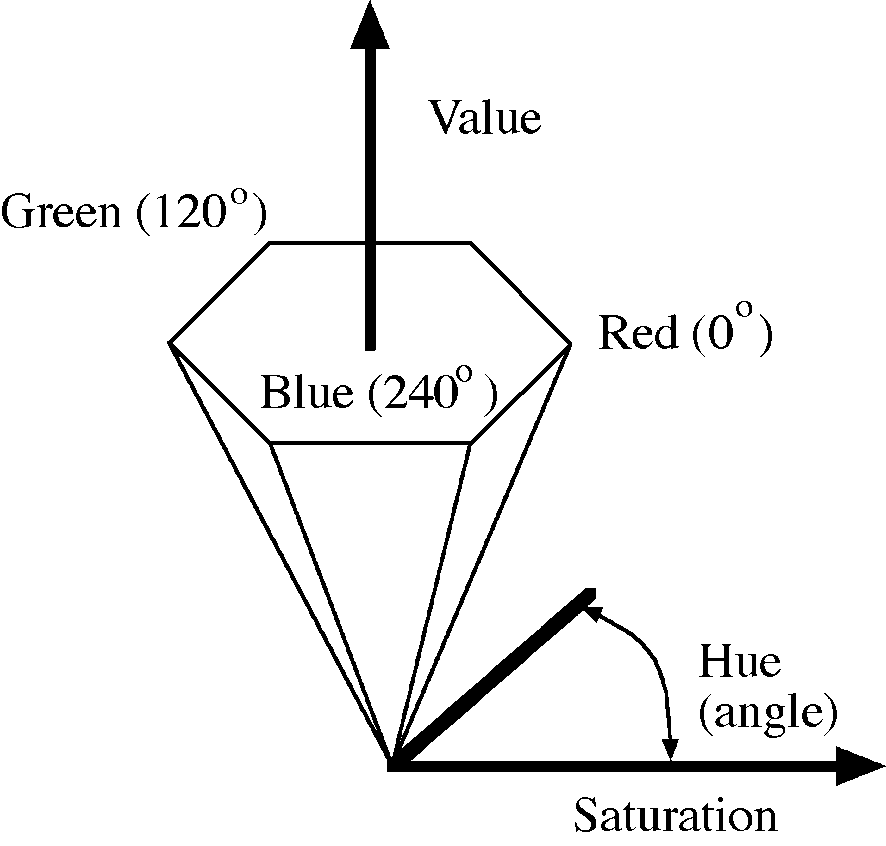 Value
Green (120°)
Red (0°)
Blue (240°)
Hue
(angle)
Saturation